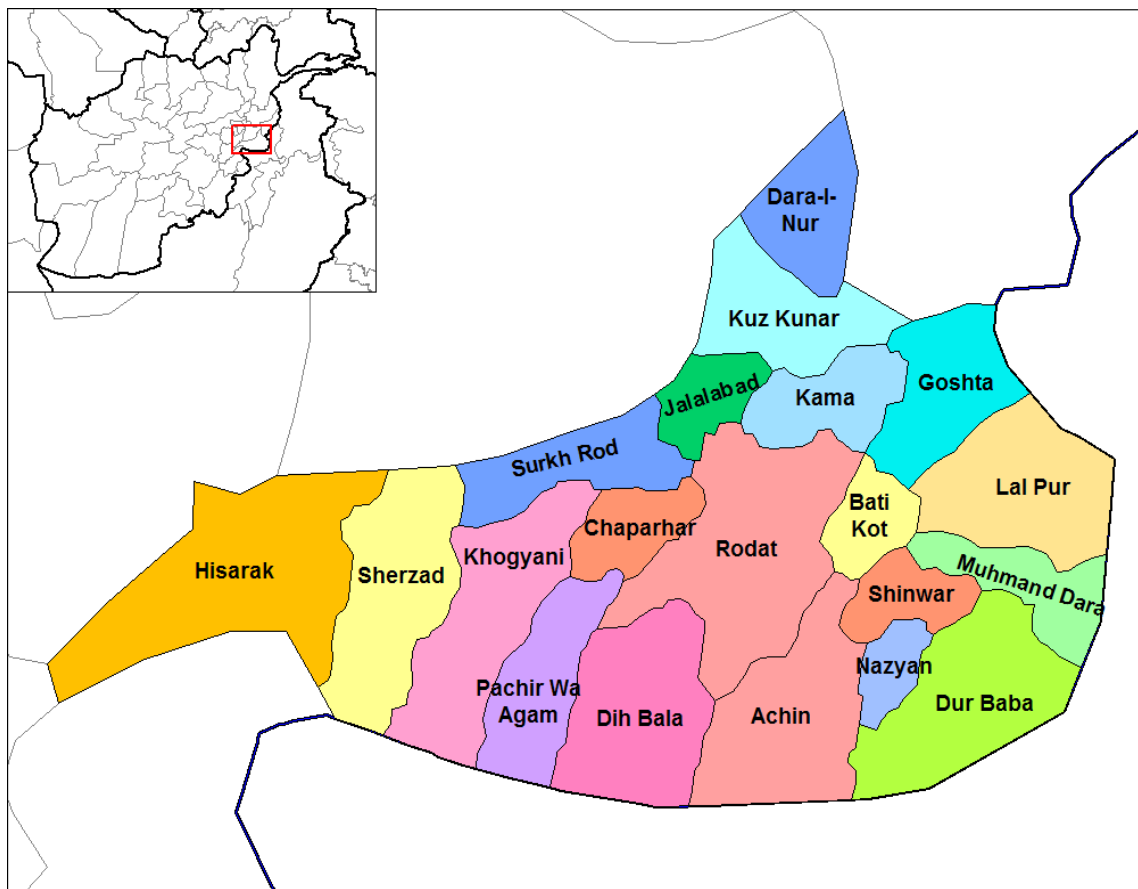 Dara-I-
Nur
Kuz Kunar
Goshta
Jalalabad
Kama
Surkh Rod
Lal Pur
Bati
Kot
Chaparhar
Rodat
Khogyani
Hisarak
Sherzad
Muhmand Dara
Shinwar
Nazyan
Pachir Wa
Agam
Dih Bala
Achin
Dur Baba